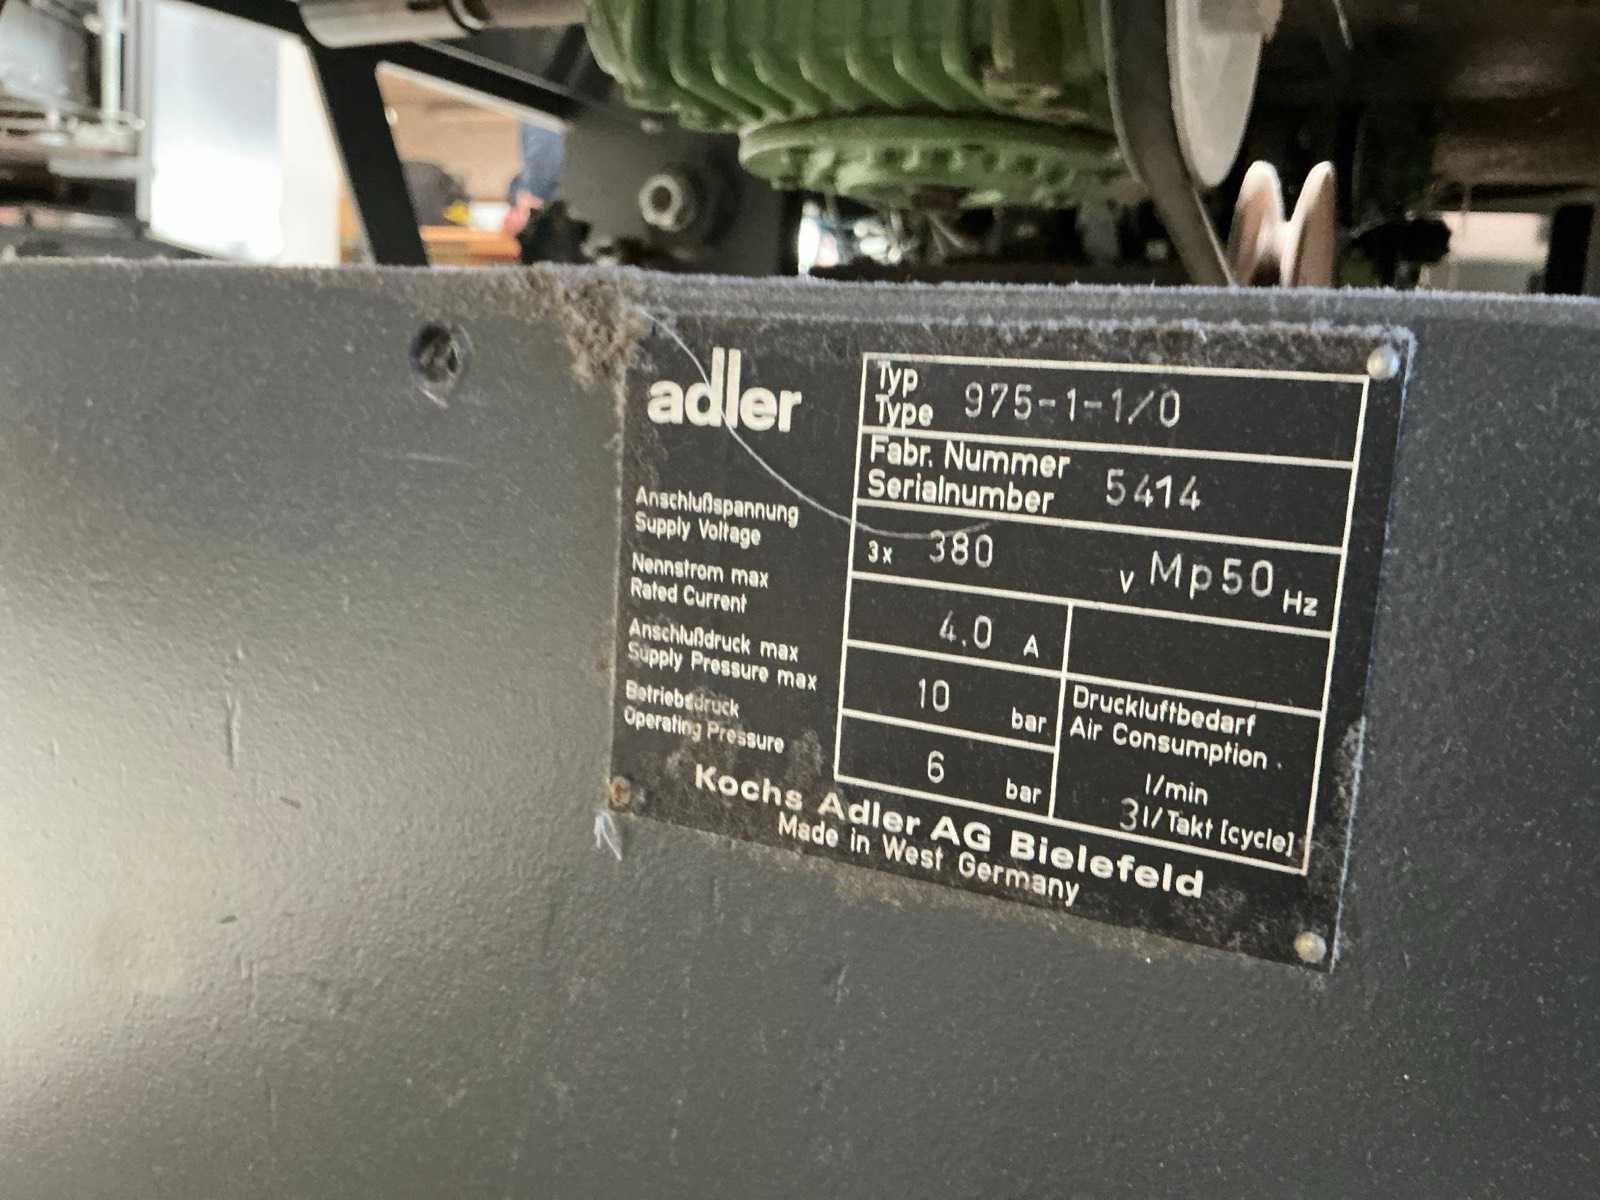 adler
Typ
Type 975-1-1/0
Fabr. Nummer
Serialnumber 5414
Anschlußspannung
Supply Voltage
3x 380 V Mp50 Hz
Nennstrom max
Rated Current
4.0 A
Anschlußdruck max
Supply Pressure max
10 bar
Betriebsdruck
Operating Pressure
6 bar
Druckluftbedarf
Air Consumption
l/min
3 l/Takt [cycle]
Kochs Adler AG Bielefeld
Made in West Germany